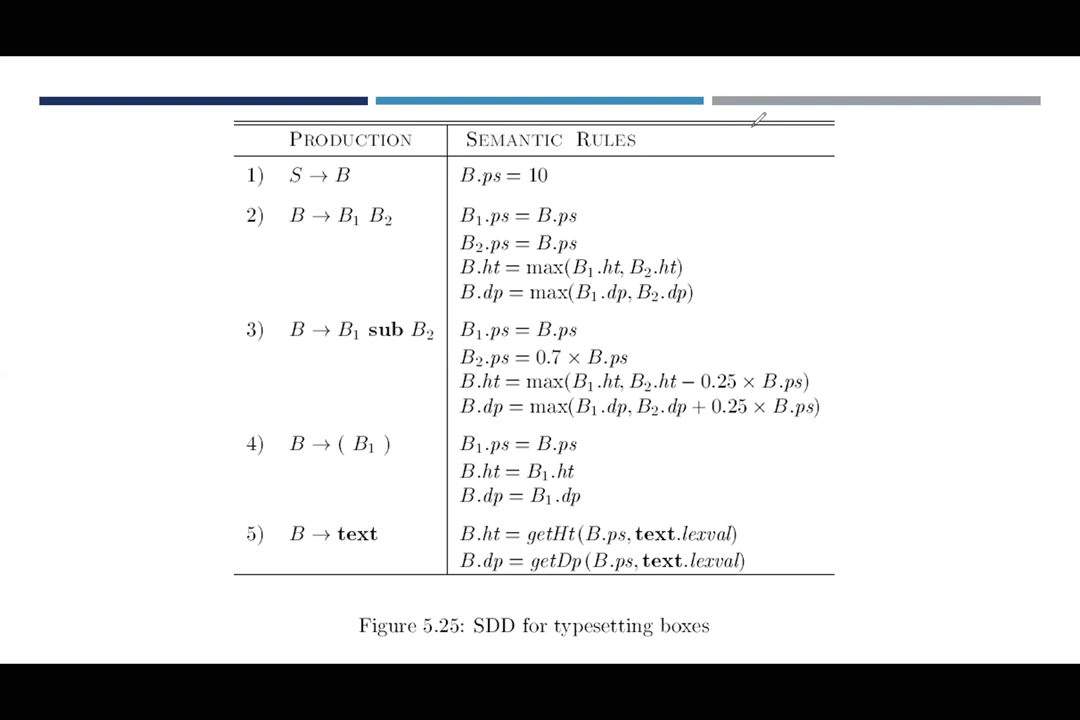 PRODUCTION SEMANTIC RULES
1) S → B B.ps = 10
2) B → B₁ B₂ B₁.ps = B.ps
B₂.ps = B.ps
B.ht = max(B₁.ht, B₂.ht)
B.dp = max(B₁.dp, B₂.dp)
3) B → B₁ sub B₂ B₁.ps = B.ps
B₂.ps = 0.7 × B.ps
B.ht = max(B₁.ht, B₂.ht − 0.25 × B.ps)
B.dp = max(B₁.dp, B₂.dp + 0.25 × B.ps)
4) B → ( B₁ ) B₁.ps = B.ps
B.ht = B₁.ht
B.dp = B₁.dp
5) B → text B.ht = getHt(B.ps, text.lexval)
B.dp = getDp(B.ps, text.lexval)
Figure 5.25: SDD for typesetting boxes